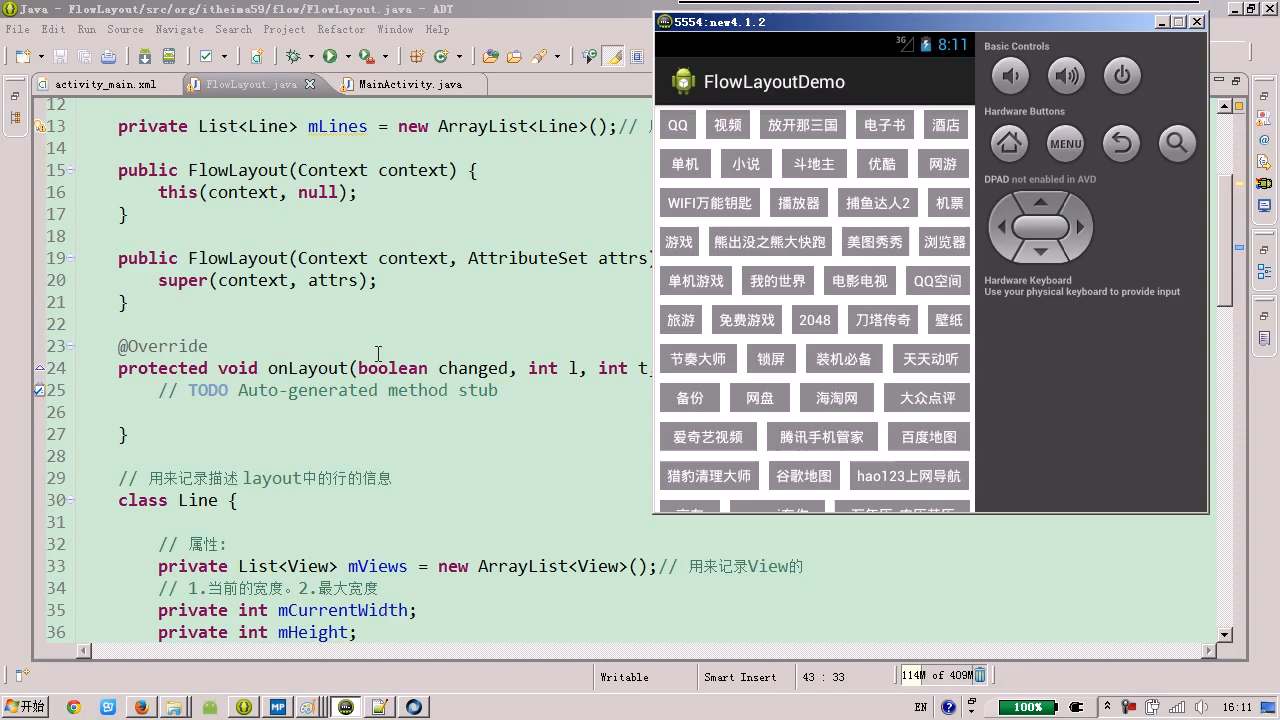 Java - FlowLayout/src/org/itheima59/flow/FlowLayout.java - ADT
File Edit Run Source Navigate Search Project Refactor Window Help
activity_main.xml
FlowLayout.java
MainActivity.java
12
13 private List<Line> mLines = new ArrayList<Line>();//
14
15 public FlowLayout(Context context) {
16 this(context, null);
17 }
18
19 public FlowLayout(Context context, AttributeSet attrs)
20 super(context, attrs);
21 }
22
23 @Override
24 protected void onLayout(boolean changed, int l, int t,
25 // TODO Auto-generated method stub
26
27 }
28
29 // 用来记录描述 layout中的行的信息
30 class Line {
31
32 // 属性:
33 private List<View> mViews = new ArrayList<View>();// 用来记录View的
34 // 1.当前的宽度。2.最大宽度
35 private int mCurrentWidth;
36 private int mHeight;
5554:new4.1.2
3G 8:11
FlowLayoutDemo
QQ 视频 放开那三国 电子书 酒店
单机 小说 斗地主 优酷 网游
WIFI万能钥匙 播放器 捕鱼达人2 机票
游戏 熊出没之熊大快跑 美图秀秀 浏览器
单机游戏 我的世界 电影电视 QQ空间
旅游 免费游戏 2048 刀塔传奇 壁纸
节奏大师 锁屏 装机必备 天天动听
备份 网盘 海淘网 大众点评
爱奇艺视频 腾讯手机管家 百度地图
猎豹清理大师 谷歌地图 hao123上网导航
Basic Controls
Hardware Buttons
MENU
DPAD not enabled in AVD
Hardware Keyboard
Use your physical keyboard to provide input
Writable Smart Insert 43 : 33 114M of 409M
开始 MP EN 100% 16:11